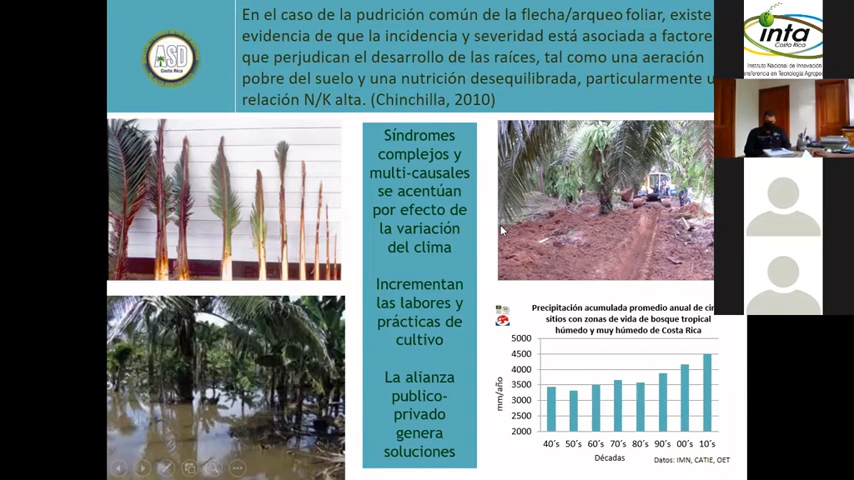 En el caso de la pudrición común de la flecha/arqueo foliar, existe
evidencia de que la incidencia y severidad está asociada a factore
que perjudican el desarrollo de las raíces, tal como una aeración
pobre del suelo y una nutrición desequilibrada, particularmente u
relación N/K alta. (Chinchilla, 2010)
ASD
Costa Rica
Síndromes
complejos y
multi-causales
se acentúan
por efecto de
la variación
del clima
Incrementan
las labores y
prácticas de
cultivo
La alianza
publico-
privado
genera
soluciones
Precipitación acumulada promedio anual de cin
sitios con zonas de vida de bosque tropical
húmedo y muy húmedo de Costa Rica
mm/año
5000
4500
4000
3500
3000
2500
2000
40´s 50´s 60´s 70´s 80´s 90´s 00´s 10´s
Décadas
Datos: IMN, CATIE, OET
inta
Costa Rica
Instituto Nacional de Innovación
nsferencia en Tecnología Agropec